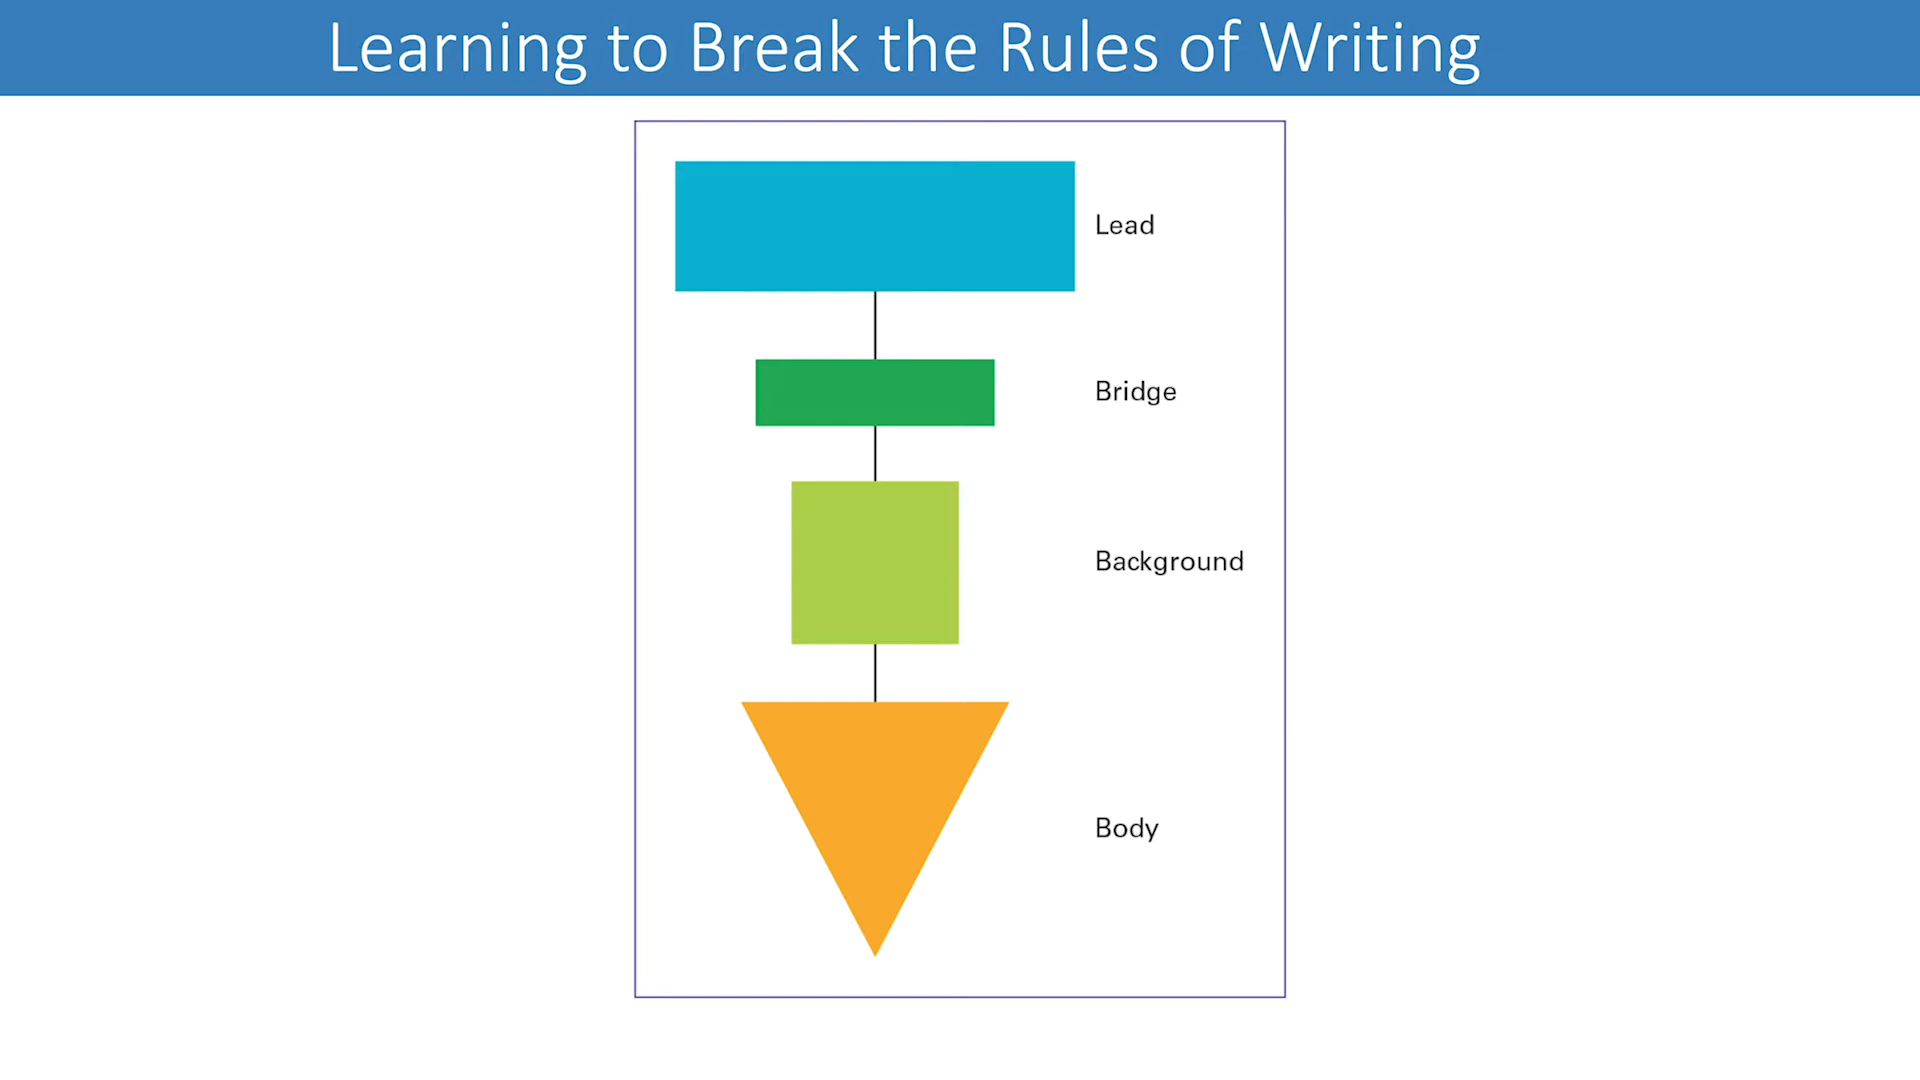 Learning to Break the Rules of Writing
Lead
Bridge
Background
Body